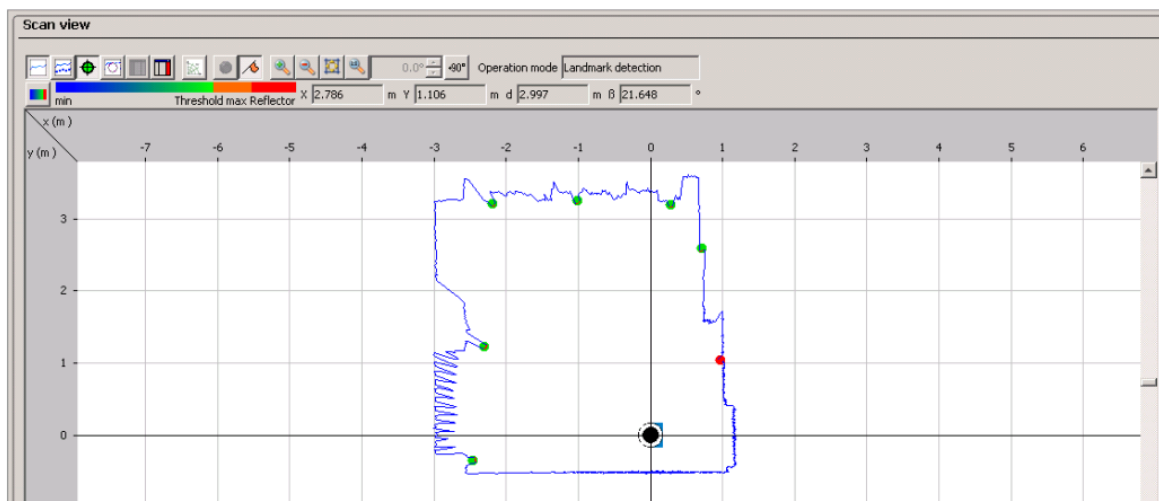 Scan view
0.0° +90° Operation mode Landmark detection
min Threshold max Reflector X 2.786 m Y 1.106 m d 2.997 m ß 21.648 °
x (m)
y (m) -7 -6 -5 -4 -3 -2 -1 0 1 2 3 4 5 6
3
2
1
0